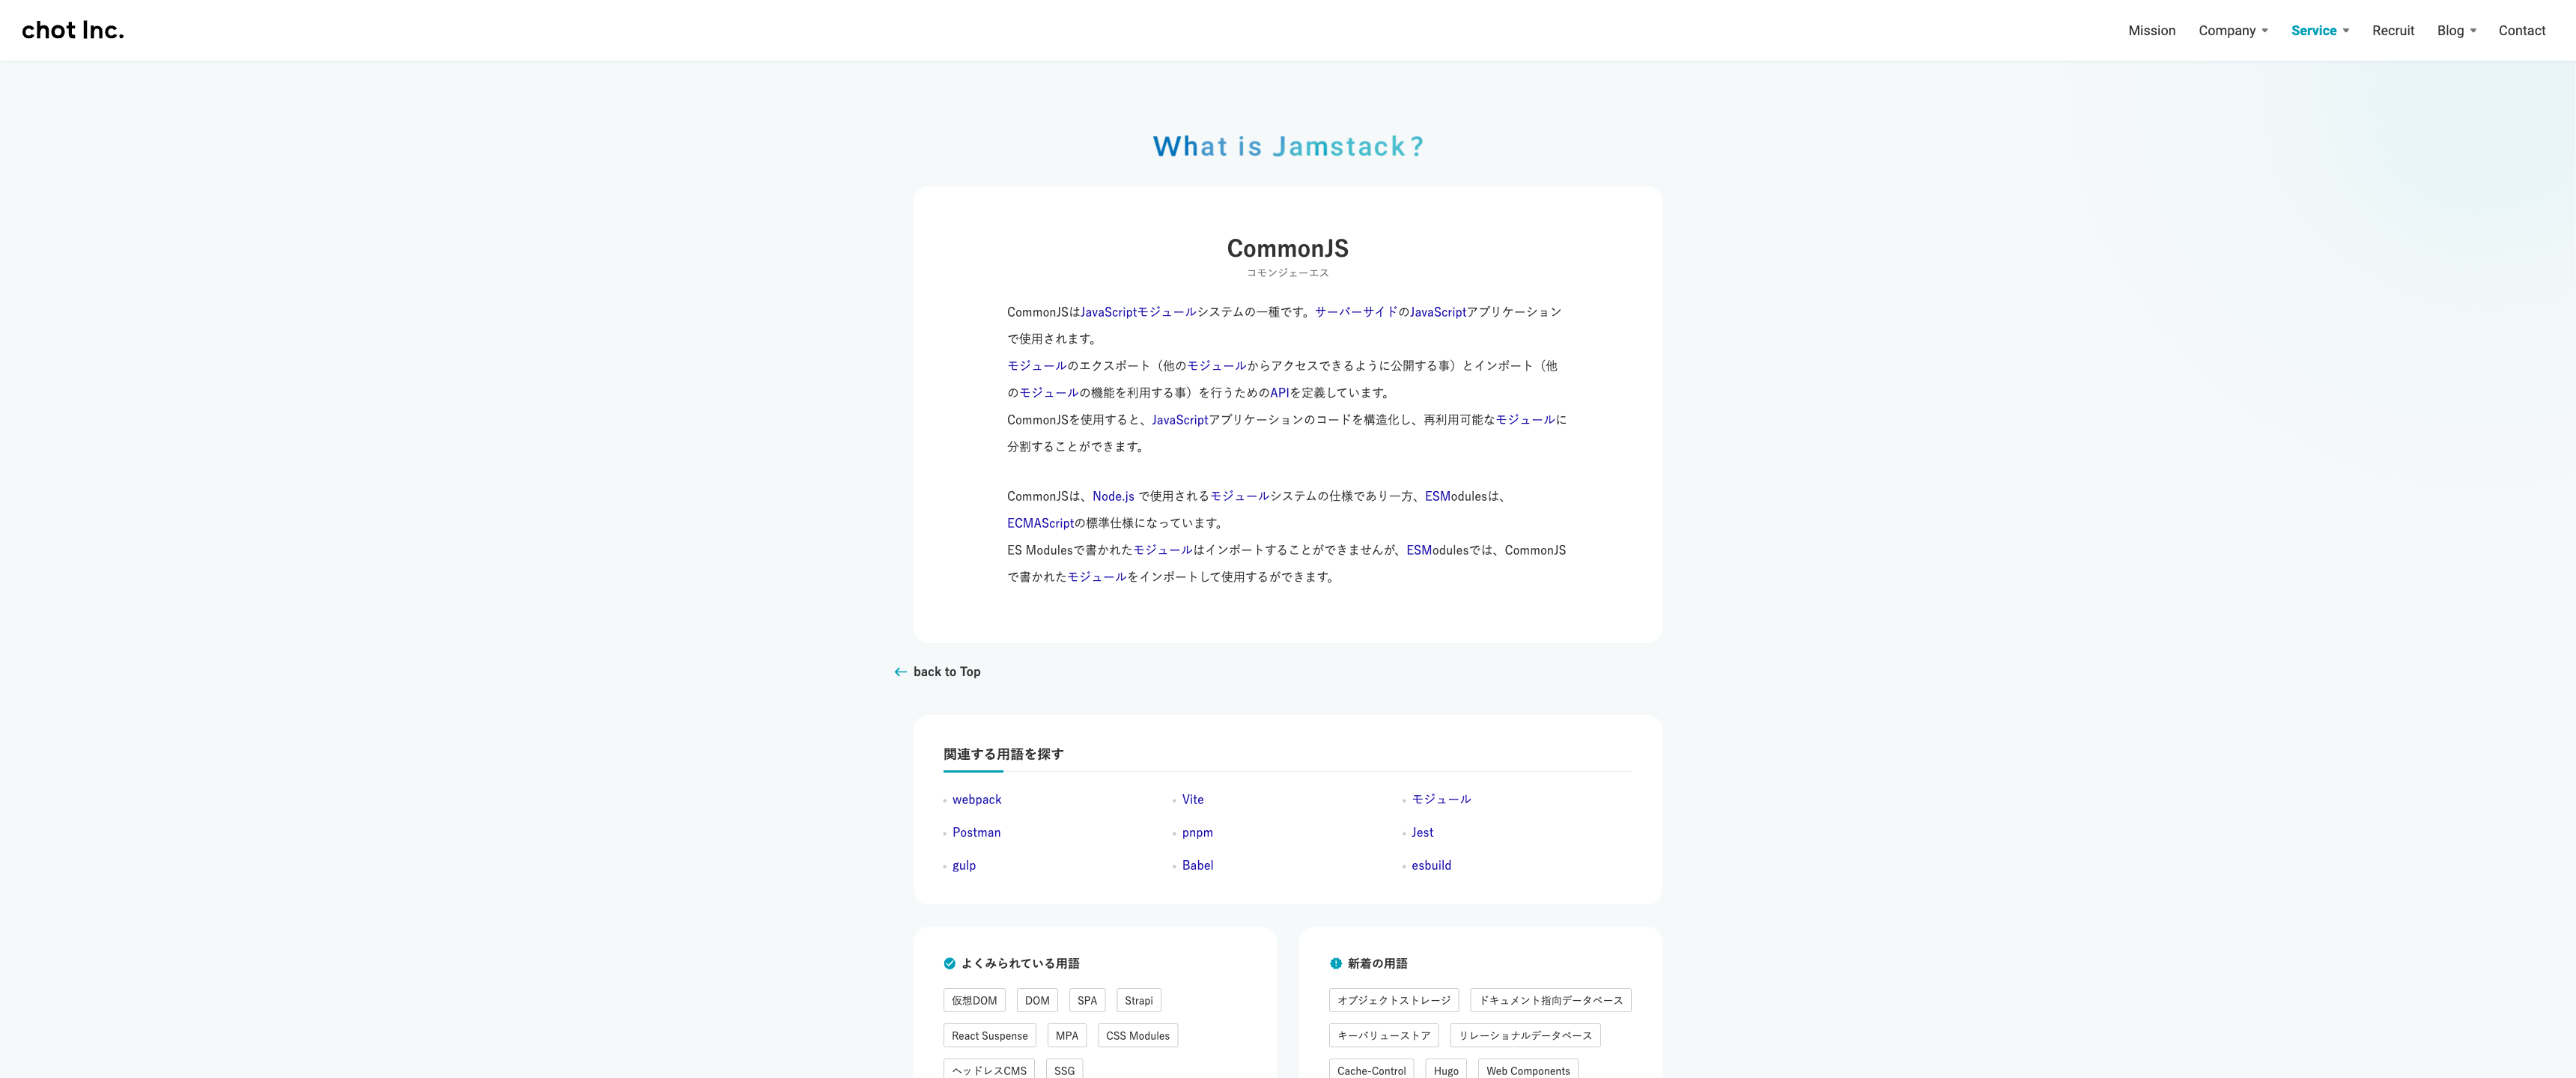 chot Inc.
Mission Company Service Recruit Blog Contact
What is Jamstack?
CommonJS
コモンジェーエス
CommonJSはJavaScriptモジュールシステムの一種です。サーバーサイドのJavaScriptアプリケーション
で使用されます。
モジュールのエクスポート（他のモジュールからアクセスできるように公開する事）とインポート（他
のモジュールの機能を利用する事）を行うためのAPIを定義しています。
CommonJSを使用すると、JavaScriptアプリケーションのコードを構造化し、再利用可能なモジュールに
分割することができます。
CommonJSは、Node.js で使用されるモジュールシステムの仕様であり一方、ESModulesは、
ECMAScriptの標準仕様になっています。
ES Modulesで書かれたモジュールはインポートすることができませんが、ESModulesでは、CommonJS
で書かれたモジュールをインポートして使用するができます。
back to Top
関連する用語を探す
webpack Vite モジュール
Postman pnpm Jest
gulp Babel esbuild
よくみられている用語
仮想DOM DOM SPA Strapi
React Suspense MPA CSS Modules
ヘッドレスCMS SSG
新着の用語
オブジェクトストレージ ドキュメント指向データベース
キーバリューストア リレーショナルデータベース
Cache-Control Hugo Web Components